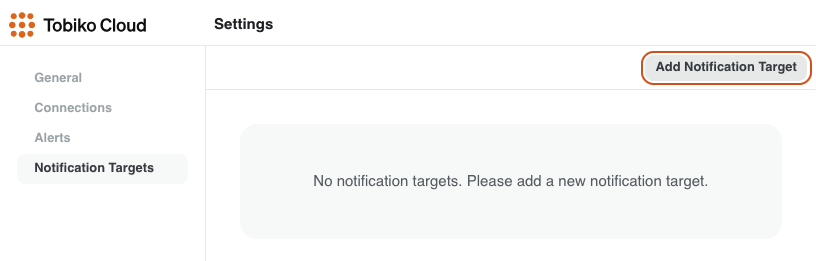 Tobiko Cloud
Settings
General
Connections
Alerts
Notification Targets
Add Notification Target
No notification targets. Please add a new notification target.